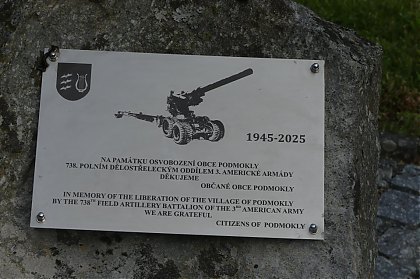 1945-2025
NA PAMÁTKU OSVOBOZENÍ OBCE PODMOKLY
738. POLNÍM DĚLOSTŘELECKÝM ODDÍLEM 3. AMERICKÉ ARMÁDY
DĚKUJEME
OBČANÉ OBCE PODMOKLY
IN MEMORY OF THE LIBERATION OF THE VILLAGE OF PODMOKLY
BY THE 738TH FIELD ARTILLERY BATTALION OF THE 3RD AMERICAN ARMY
WE ARE GRATEFUL
CITIZENS OF PODMOKLY